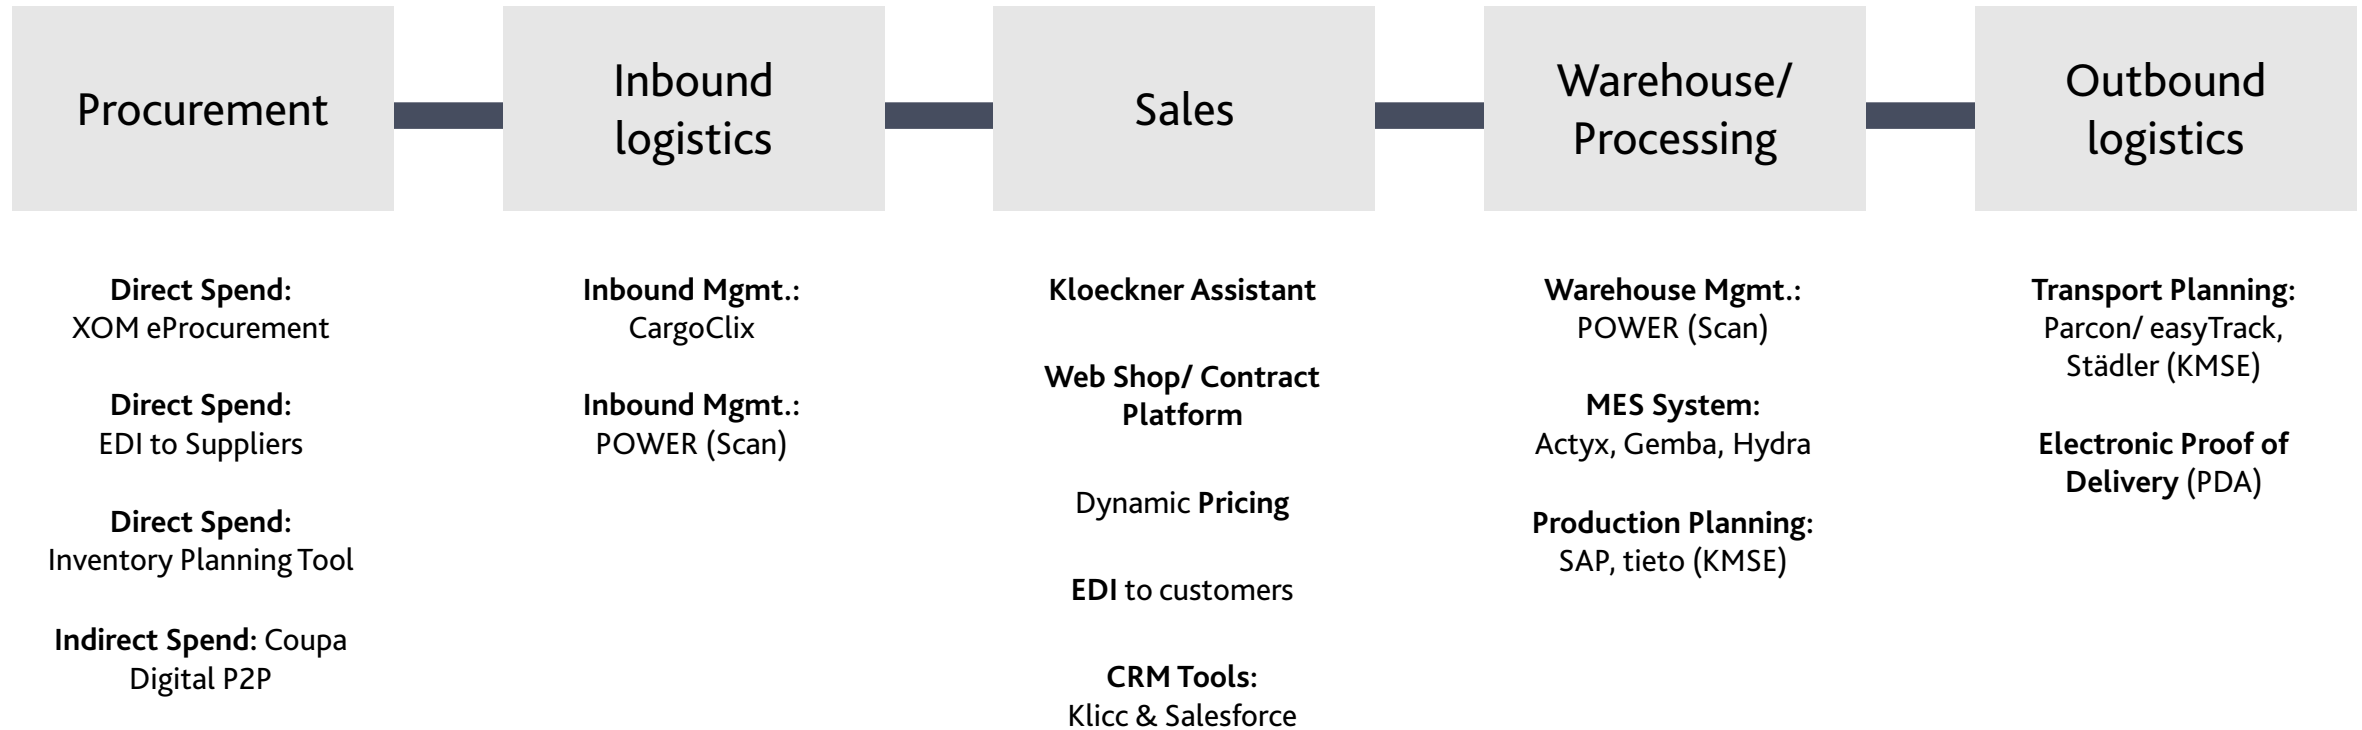 Procurement
Inbound
logistics
Sales
Warehouse/
Processing
Outbound
logistics
Direct Spend:
XOM eProcurement
Direct Spend:
EDI to Suppliers
Direct Spend:
Inventory Planning Tool
Indirect Spend: Coupa
Digital P2P
Inbound Mgmt.:
CargoClix
Inbound Mgmt.:
POWER (Scan)
Kloeckner Assistant
Web Shop/ Contract
Platform
Dynamic Pricing
EDI to customers
CRM Tools:
Klicc & Salesforce
Warehouse Mgmt.:
POWER (Scan)
MES System:
Actyx, Gemba, Hydra
Production Planning:
SAP, tieto (KMSE)
Transport Planning:
Parcon/ easyTrack,
Städler (KMSE)
Electronic Proof of
Delivery (PDA)